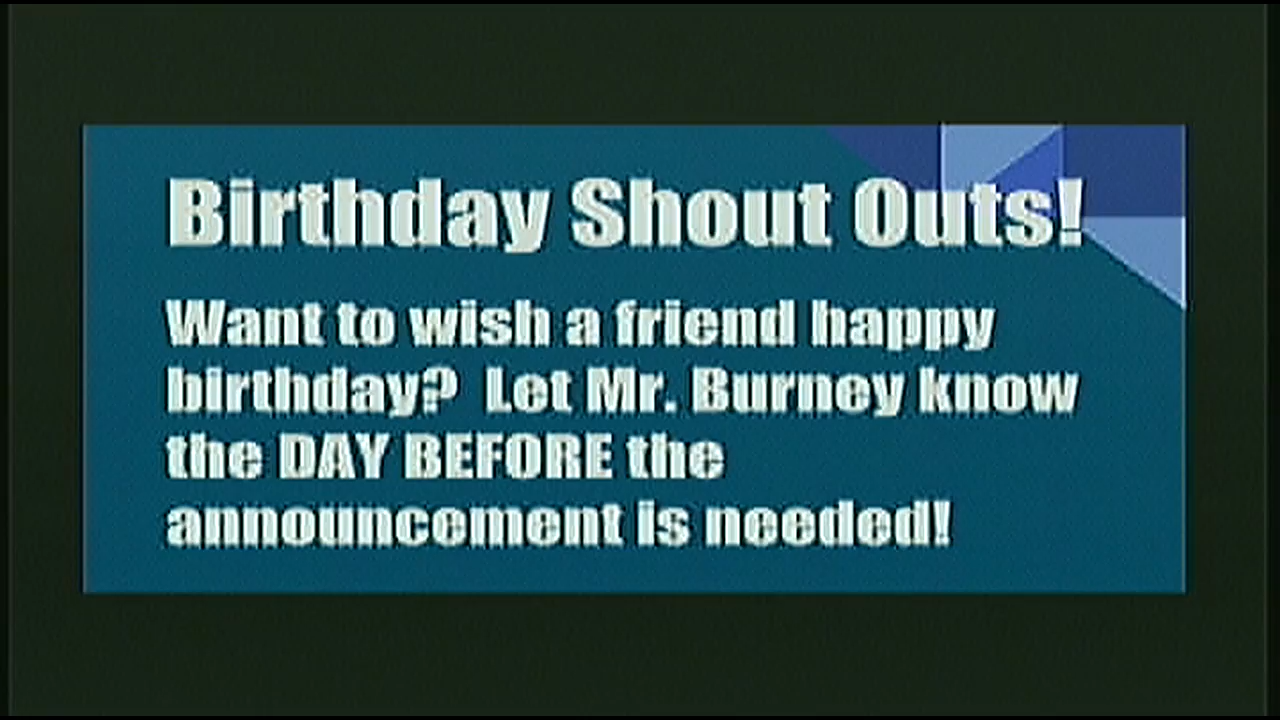 Birthday Shout Outs!
Want to wish a friend happy
birthday? Let Mr. Burney know
the DAY BEFORE the
announcement is needed!